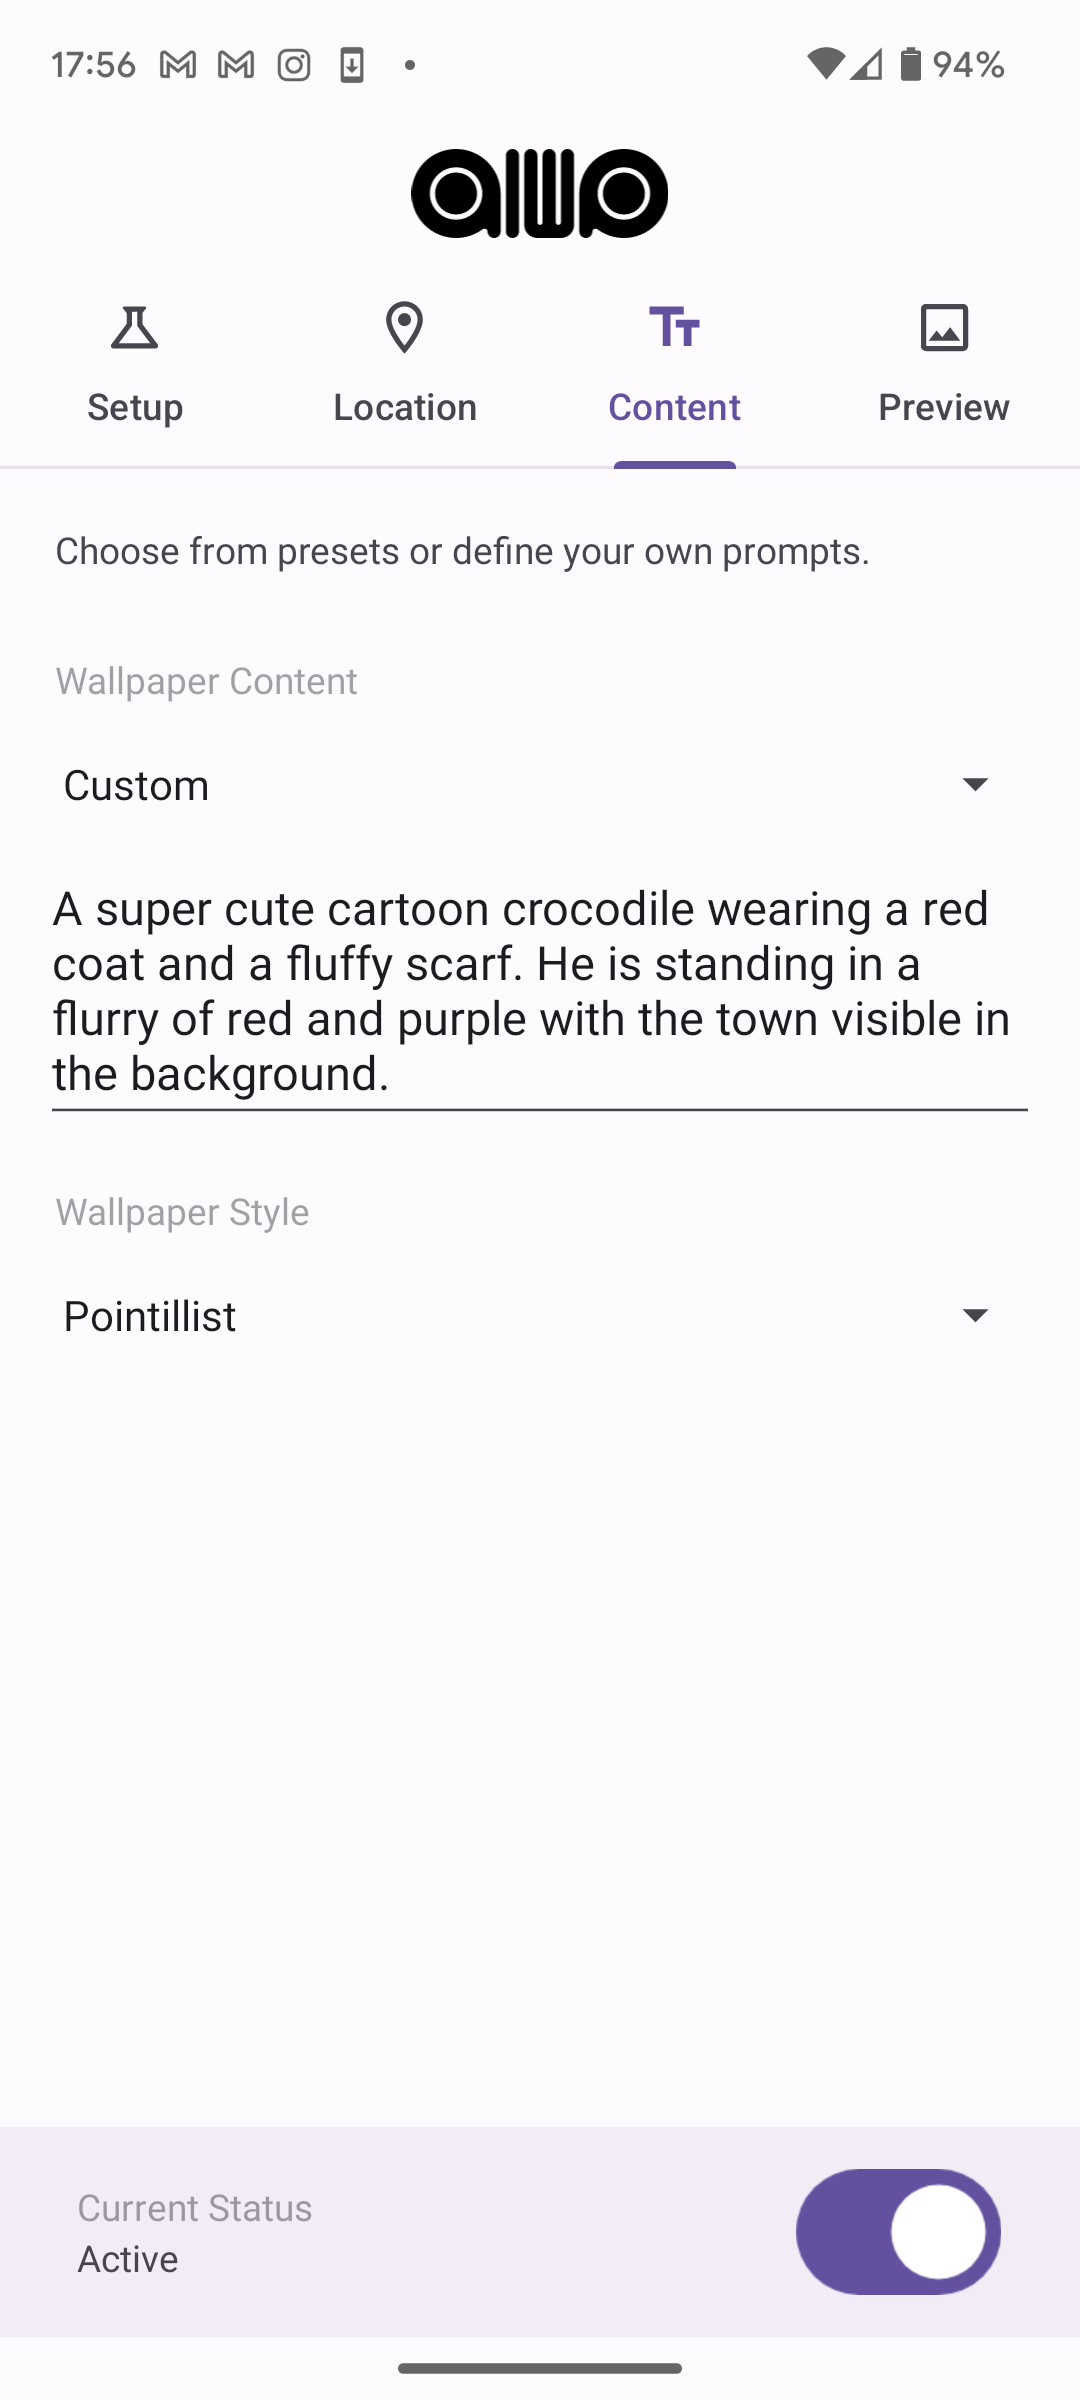 17:56
94%
awp
Setup
Location
Content
Preview
Choose from presets or define your own prompts.
Wallpaper Content
Custom
A super cute cartoon crocodile wearing a red
coat and a fluffy scarf. He is standing in a
flurry of red and purple with the town visible in
the background.
Wallpaper Style
Pointillist
Current Status
Active